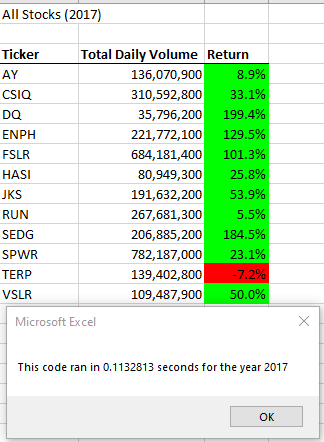 All Stocks (2017)
Ticker Total Daily Volume Return
AY 136,070,900 8.9%
CSIQ 310,592,800 33.1%
DQ 35,796,200 199.4%
ENPH 221,772,100 129.5%
FSLR 684,181,400 101.3%
HASI 80,949,300 25.8%
JKS 191,632,200 53.9%
RUN 267,681,300 5.5%
SEDG 206,885,200 184.5%
SPWR 782,187,000 23.1%
TERP 139,402,800 -7.2%
VSLR 109,487,900 50.0%
Microsoft Excel
This code ran in 0.1132813 seconds for the year 2017
OK